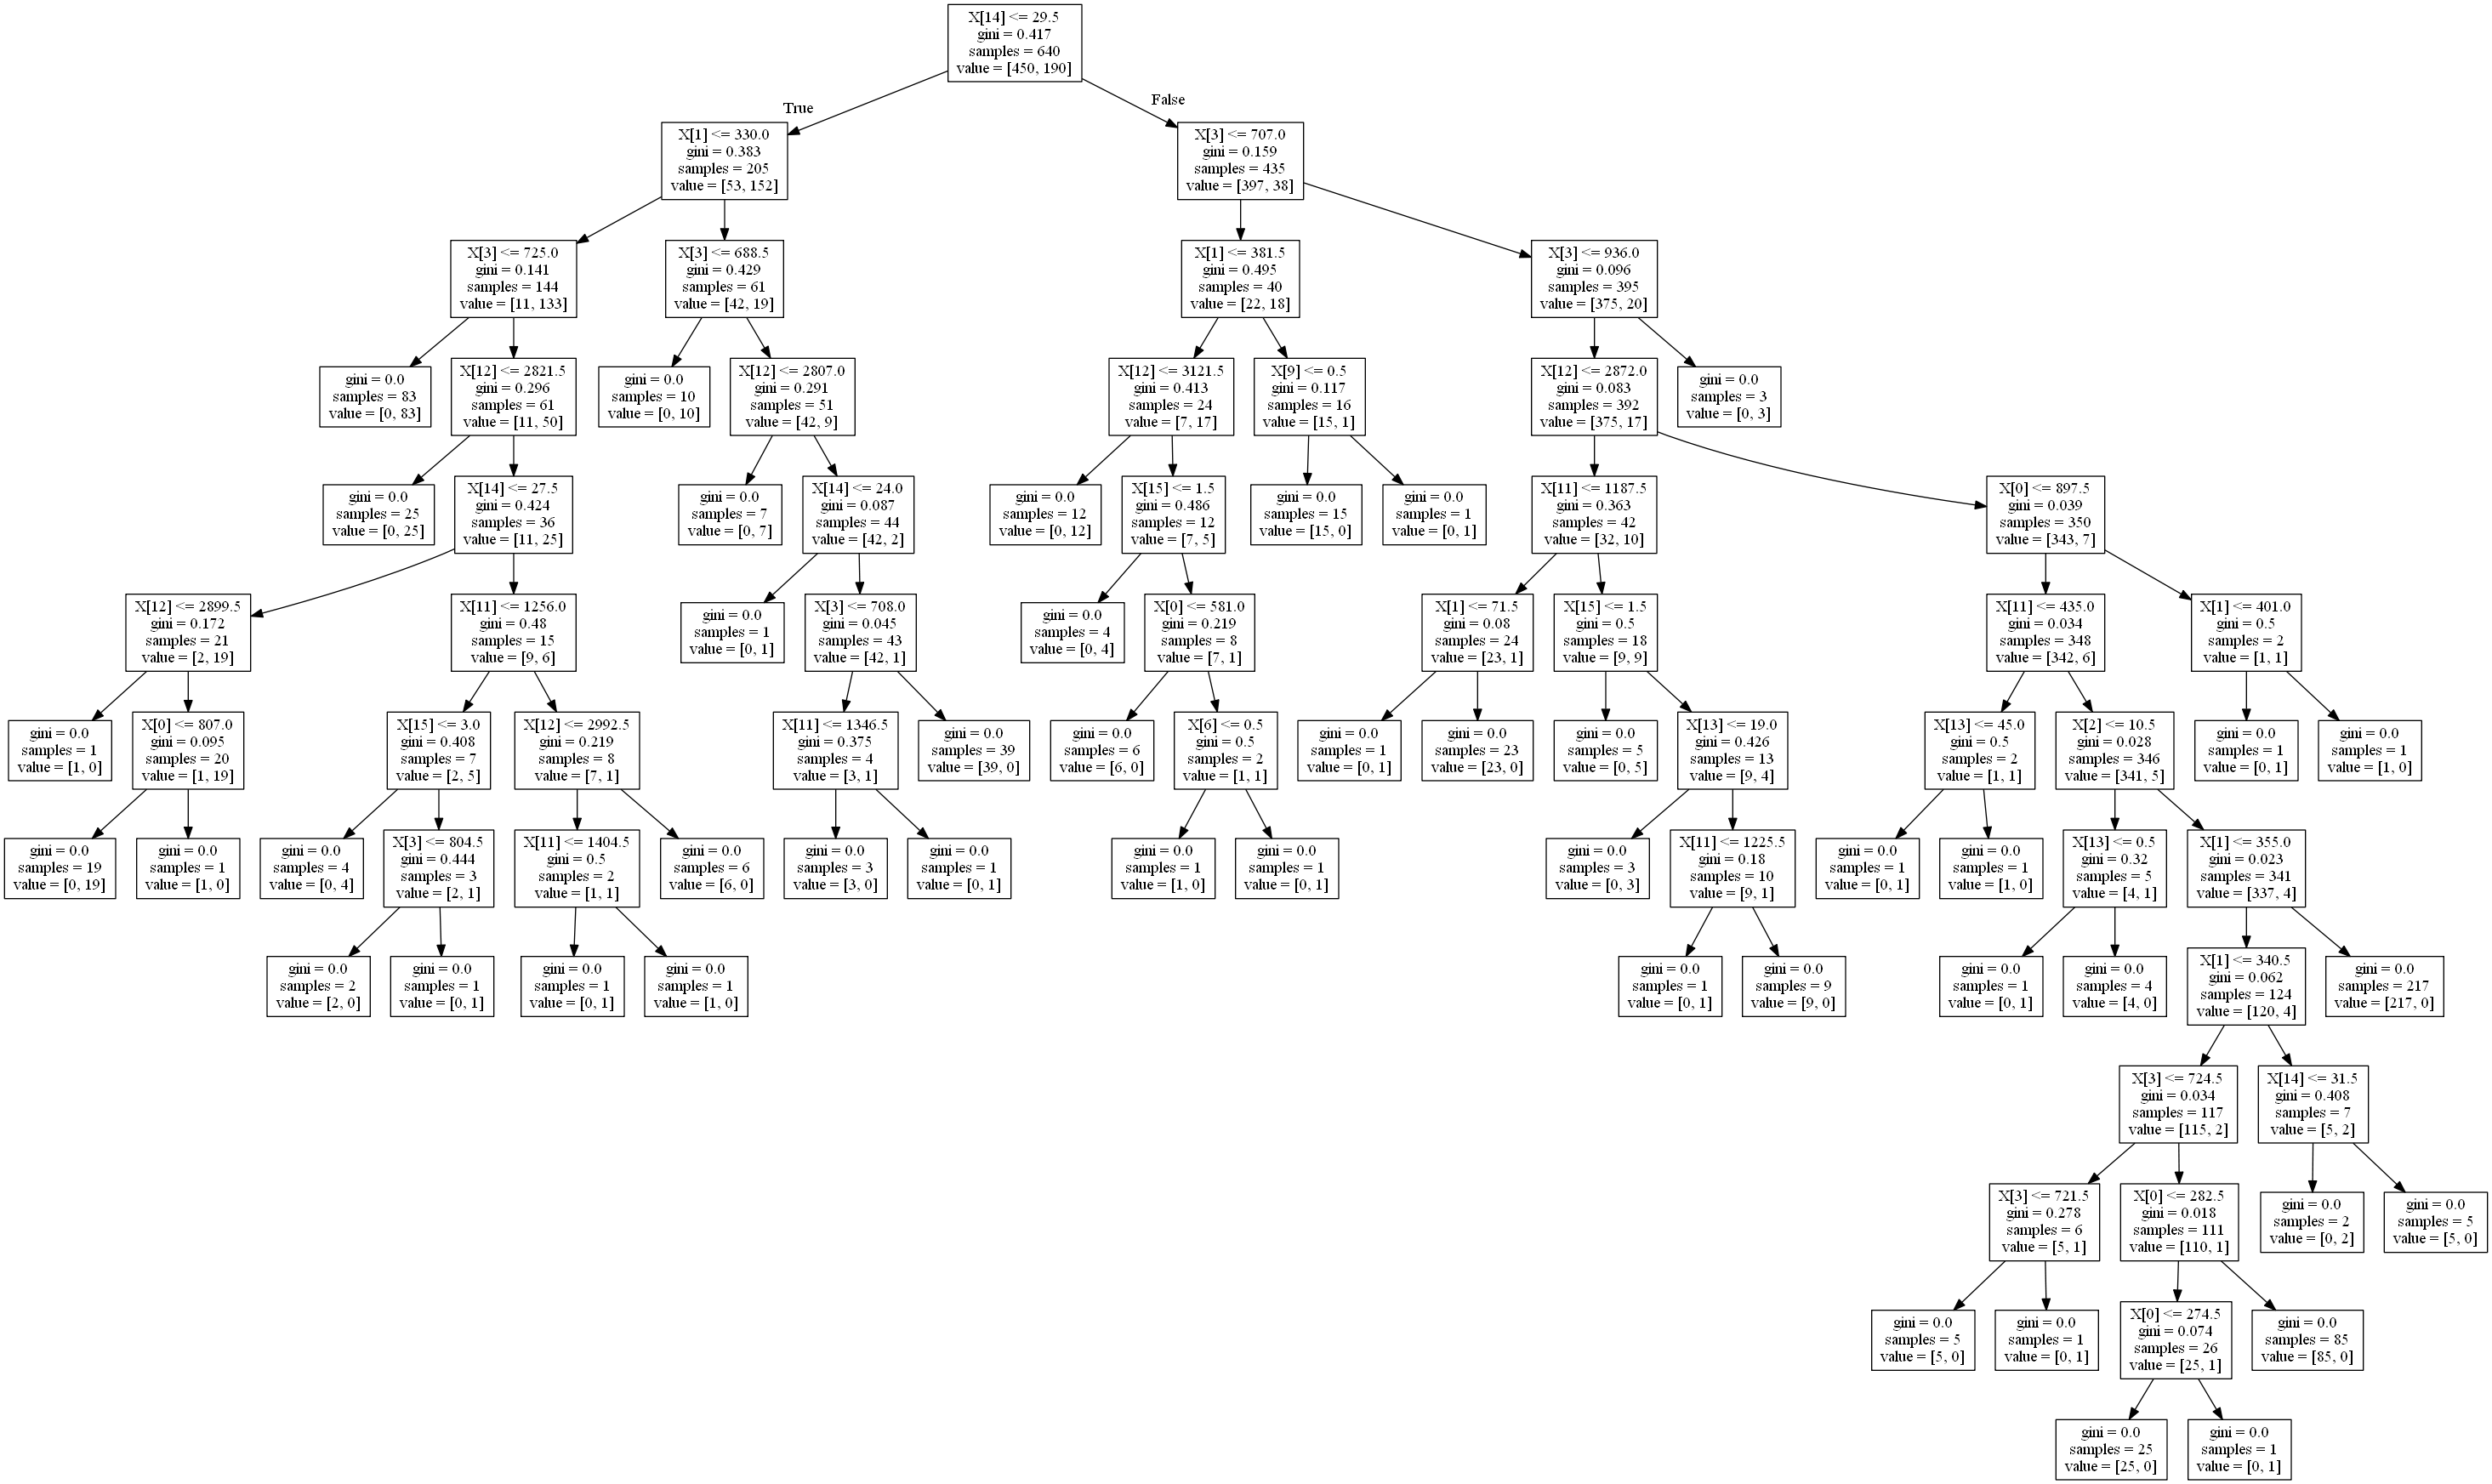 X[14] <= 29.5
gini = 0.417
samples = 640
value = [450, 190]
True
False
X[1] <= 330.0
gini = 0.383
samples = 205
value = [53, 152]
X[3] <= 707.0
gini = 0.159
samples = 435
value = [397, 38]
X[3] <= 725.0
gini = 0.141
samples = 144
value = [11, 133]
X[3] <= 688.5
gini = 0.429
samples = 61
value = [42, 19]
X[1] <= 381.5
gini = 0.495
samples = 40
value = [22, 18]
X[3] <= 936.0
gini = 0.096
samples = 395
value = [375, 20]
gini = 0.0
samples = 83
value = [0, 83]
X[12] <= 2821.5
gini = 0.296
samples = 61
value = [11, 50]
gini = 0.0
samples = 10
value = [0, 10]
X[12] <= 2807.0
gini = 0.291
samples = 51
value = [42, 9]
X[12] <= 3121.5
gini = 0.413
samples = 24
value = [7, 17]
X[9] <= 0.5
gini = 0.117
samples = 16
value = [15, 1]
X[12] <= 2872.0
gini = 0.083
samples = 392
value = [375, 17]
gini = 0.0
samples = 3
value = [0, 3]
gini = 0.0
samples = 25
value = [0, 25]
X[14] <= 27.5
gini = 0.424
samples = 36
value = [11, 25]
gini = 0.0
samples = 7
value = [0, 7]
X[14] <= 24.0
gini = 0.087
samples = 44
value = [42, 2]
gini = 0.0
samples = 12
value = [0, 12]
X[15] <= 1.5
gini = 0.486
samples = 12
value = [7, 5]
gini = 0.0
samples = 15
value = [15, 0]
gini = 0.0
samples = 1
value = [0, 1]
X[11] <= 1187.5
gini = 0.363
samples = 42
value = [32, 10]
X[0] <= 897.5
gini = 0.039
samples = 350
value = [343, 7]
X[12] <= 2899.5
gini = 0.172
samples = 21
value = [2, 19]
X[11] <= 1256.0
gini = 0.48
samples = 15
value = [9, 6]
gini = 0.0
samples = 1
value = [0, 1]
X[3] <= 708.0
gini = 0.045
samples = 43
value = [42, 1]
gini = 0.0
samples = 4
value = [0, 4]
X[0] <= 581.0
gini = 0.219
samples = 8
value = [7, 1]
X[1] <= 71.5
gini = 0.08
samples = 24
value = [23, 1]
X[15] <= 1.5
gini = 0.5
samples = 18
value = [9, 9]
X[11] <= 435.0
gini = 0.034
samples = 348
value = [342, 6]
X[1] <= 401.0
gini = 0.5
samples = 2
value = [1, 1]
gini = 0.0
samples = 1
value = [1, 0]
X[0] <= 807.0
gini = 0.095
samples = 20
value = [1, 19]
X[15] <= 3.0
gini = 0.408
samples = 7
value = [2, 5]
X[12] <= 2992.5
gini = 0.219
samples = 8
value = [7, 1]
X[11] <= 1346.5
gini = 0.375
samples = 4
value = [3, 1]
gini = 0.0
samples = 39
value = [39, 0]
gini = 0.0
samples = 6
value = [6, 0]
X[6] <= 0.5
gini = 0.5
samples = 2
value = [1, 1]
gini = 0.0
samples = 1
value = [0, 1]
gini = 0.0
samples = 23
value = [23, 0]
gini = 0.0
samples = 5
value = [0, 5]
X[13] <= 19.0
gini = 0.426
samples = 13
value = [9, 4]
X[13] <= 45.0
gini = 0.5
samples = 2
value = [1, 1]
X[2] <= 10.5
gini = 0.028
samples = 346
value = [341, 5]
gini = 0.0
samples = 1
value = [0, 1]
gini = 0.0
samples = 1
value = [1, 0]
gini = 0.0
samples = 19
value = [0, 19]
gini = 0.0
samples = 1
value = [1, 0]
gini = 0.0
samples = 4
value = [0, 4]
X[3] <= 804.5
gini = 0.444
samples = 3
value = [2, 1]
X[11] <= 1404.5
gini = 0.5
samples = 2
value = [1, 1]
gini = 0.0
samples = 6
value = [6, 0]
gini = 0.0
samples = 3
value = [3, 0]
gini = 0.0
samples = 1
value = [0, 1]
gini = 0.0
samples = 1
value = [1, 0]
gini = 0.0
samples = 1
value = [0, 1]
gini = 0.0
samples = 3
value = [0, 3]
X[11] <= 1225.5
gini = 0.18
samples = 10
value = [9, 1]
gini = 0.0
samples = 1
value = [0, 1]
gini = 0.0
samples = 1
value = [1, 0]
X[13] <= 0.5
gini = 0.32
samples = 5
value = [4, 1]
X[1] <= 355.0
gini = 0.023
samples = 341
value = [337, 4]
gini = 0.0
samples = 2
value = [2, 0]
gini = 0.0
samples = 1
value = [0, 1]
gini = 0.0
samples = 1
value = [0, 1]
gini = 0.0
samples = 1
value = [1, 0]
gini = 0.0
samples = 1
value = [0, 1]
gini = 0.0
samples = 9
value = [9, 0]
gini = 0.0
samples = 1
value = [0, 1]
gini = 0.0
samples = 4
value = [4, 0]
X[1] <= 340.5
gini = 0.062
samples = 124
value = [120, 4]
gini = 0.0
samples = 217
value = [217, 0]
X[3] <= 724.5
gini = 0.034
samples = 117
value = [115, 2]
X[14] <= 31.5
gini = 0.408
samples = 7
value = [5, 2]
X[3] <= 721.5
gini = 0.278
samples = 6
value = [5, 1]
X[0] <= 282.5
gini = 0.018
samples = 111
value = [110, 1]
gini = 0.0
samples = 2
value = [0, 2]
gini = 0.0
samples = 5
value = [5, 0]
gini = 0.0
samples = 5
value = [5, 0]
gini = 0.0
samples = 1
value = [0, 1]
X[0] <= 274.5
gini = 0.074
samples = 26
value = [25, 1]
gini = 0.0
samples = 85
value = [85, 0]
gini = 0.0
samples = 25
value = [25, 0]
gini = 0.0
samples = 1
value = [0, 1]